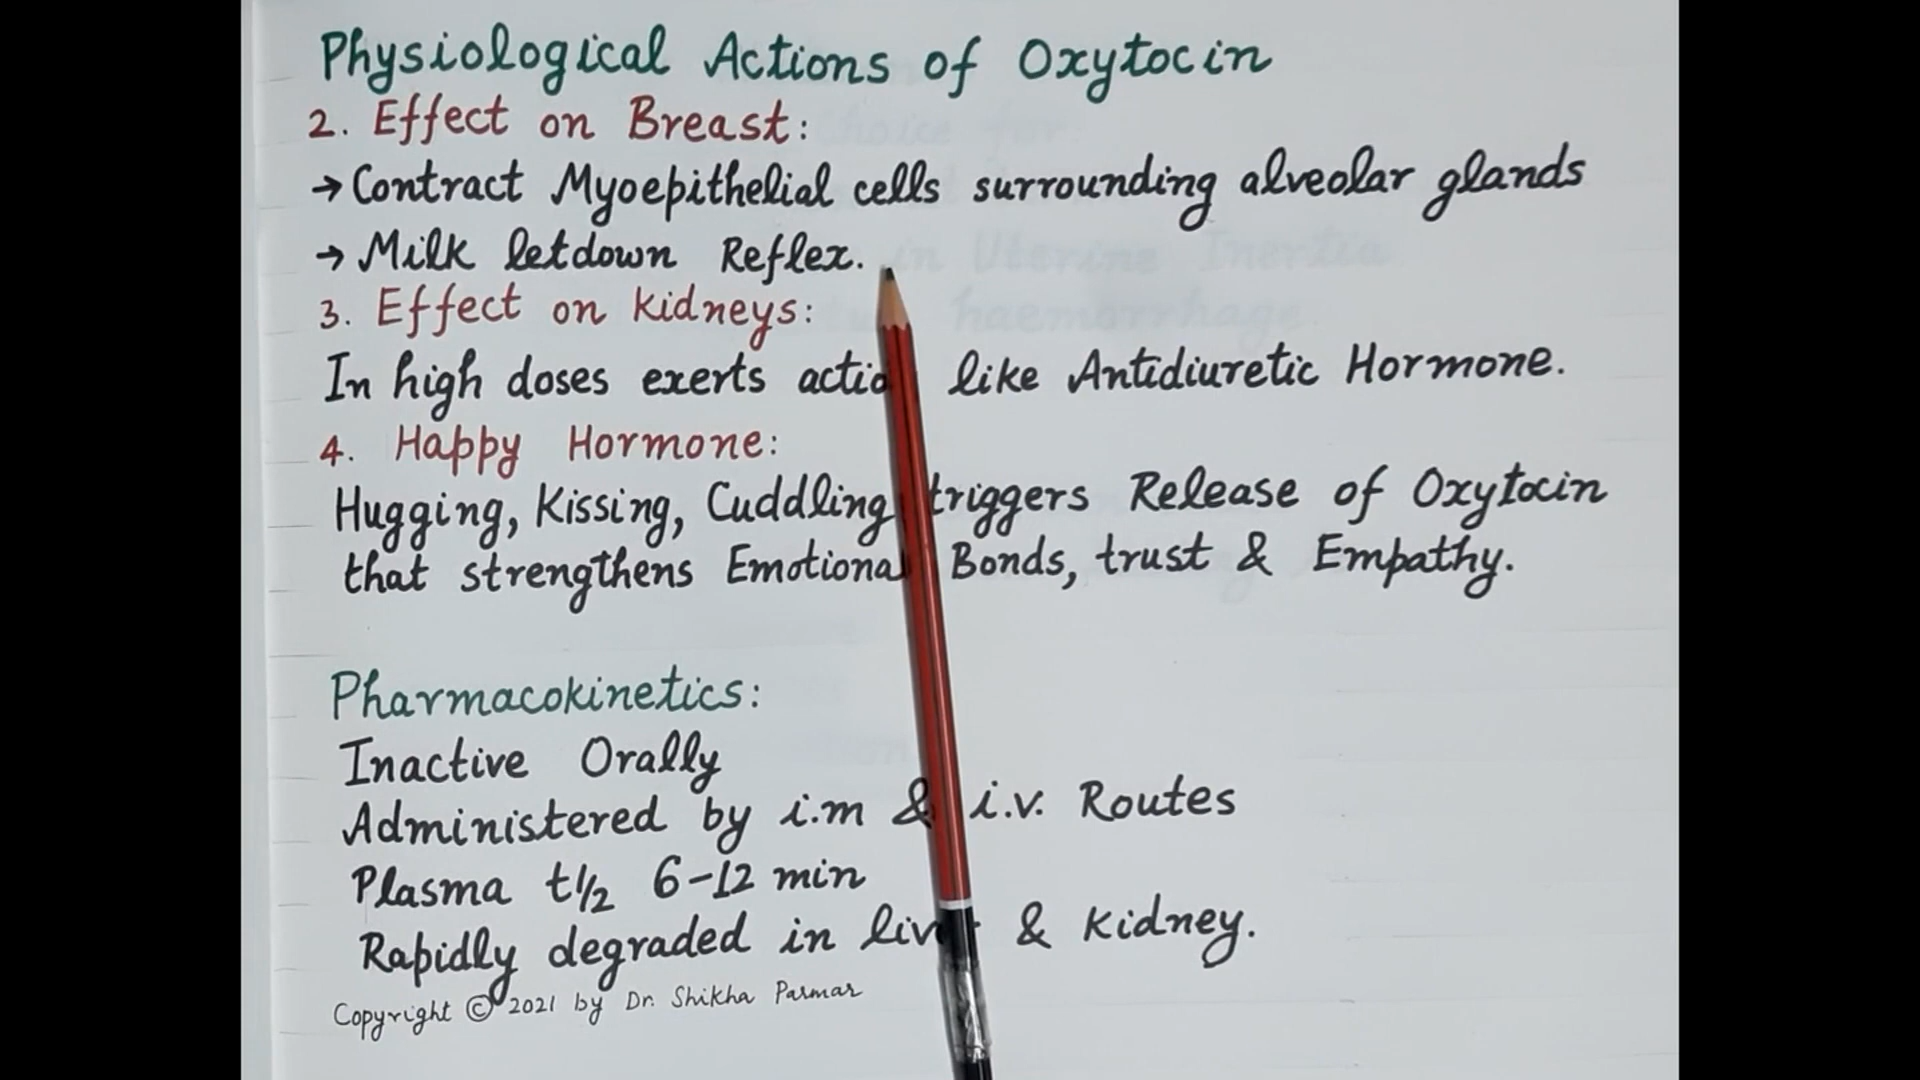 Physiological Actions of Oxytocin
2. Effect on Breast:
→ Contract Myoepithelial cells surrounding alveolar glands
→ Milk letdown Reflex.
3. Effect on kidneys:
In high doses exerts actio like Antidiuretic Hormone.
4. Happy Hormone:
Hugging, Kissing, Cuddling triggers Release of Oxytocin
that strengthens Emotional Bonds, trust & Empathy.
Pharmacokinetics:
Inactive Orally
Administered by i.m & i.v. Routes
Plasma t1/2 6-12 min
Rapidly degraded in liv & kidney.
Copyright © 2021 by Dr. Shikha Parmar